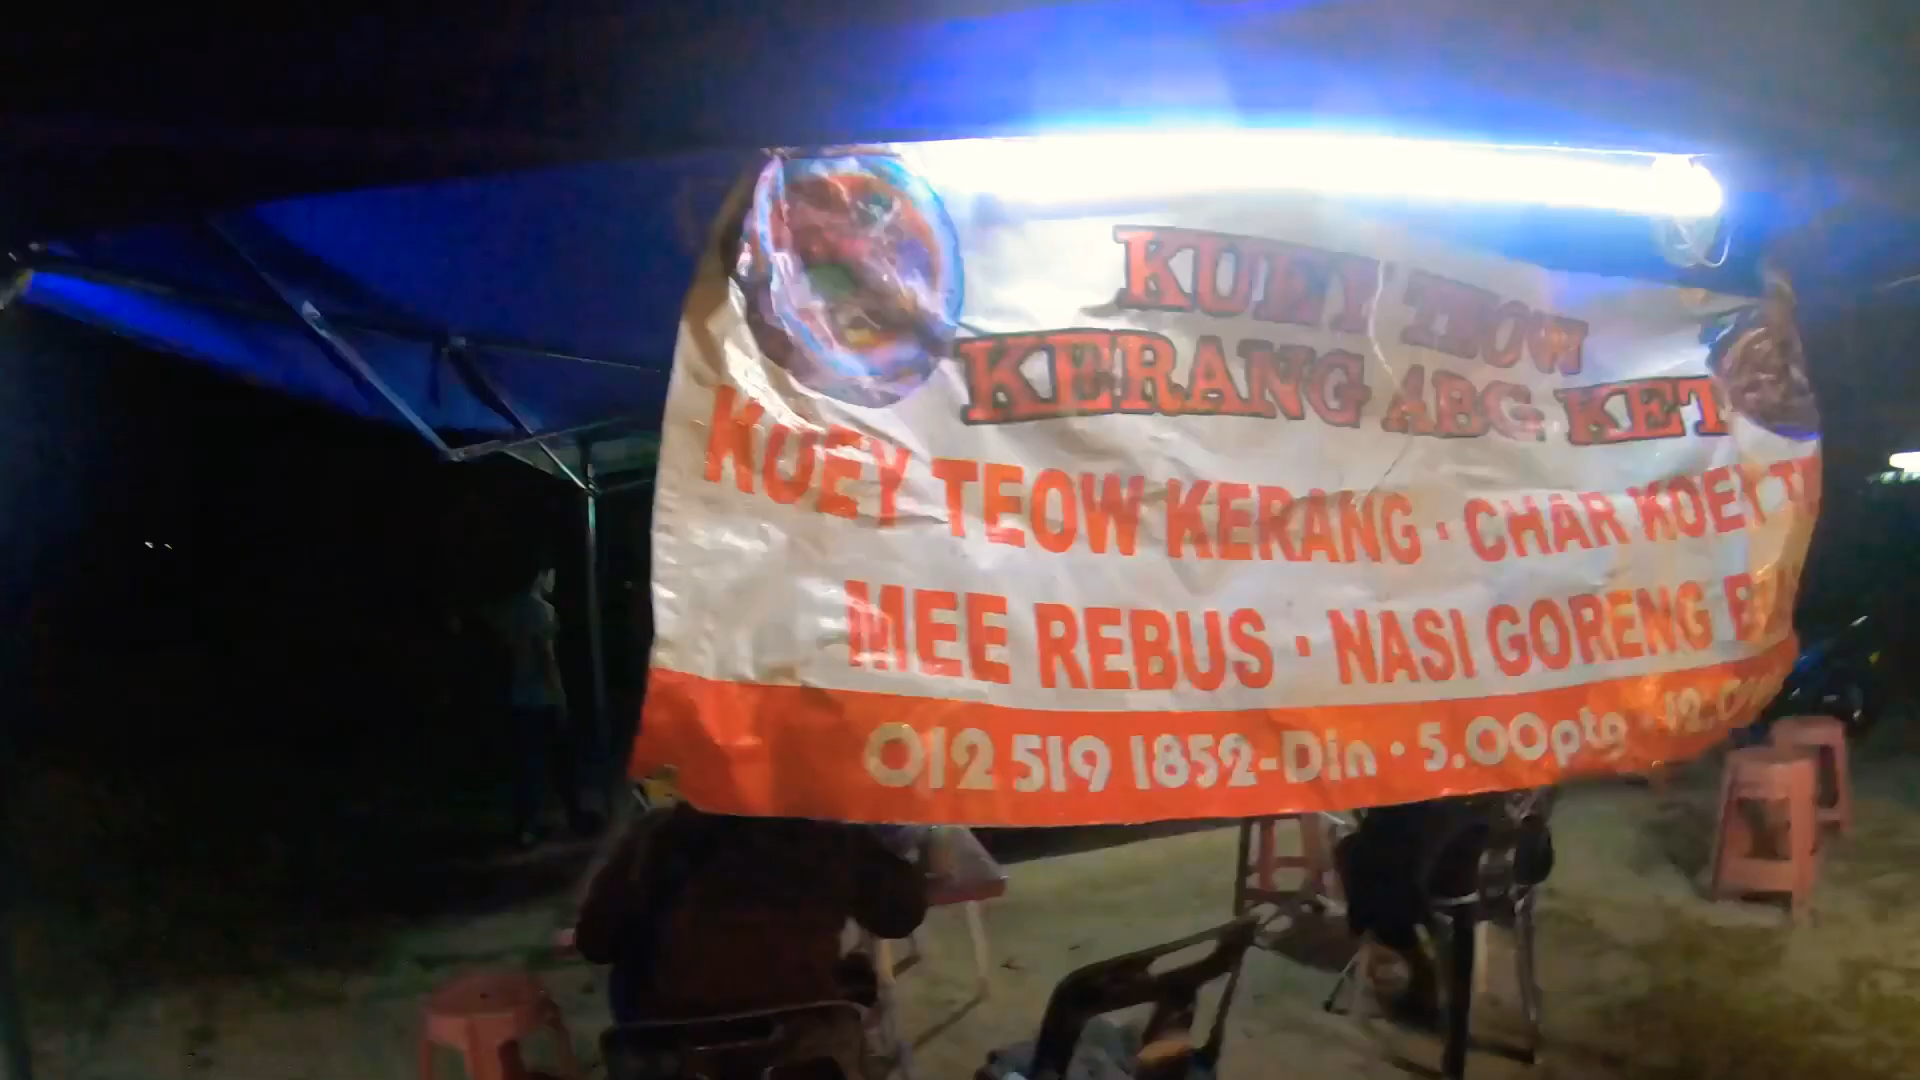 KUEY TEOW
KERANG ABG KET
KUEY TEOW KERANG · CHAR KOEY
MEE REBUS · NASI GORENG
012 519 1852-Din · 5.00ptg